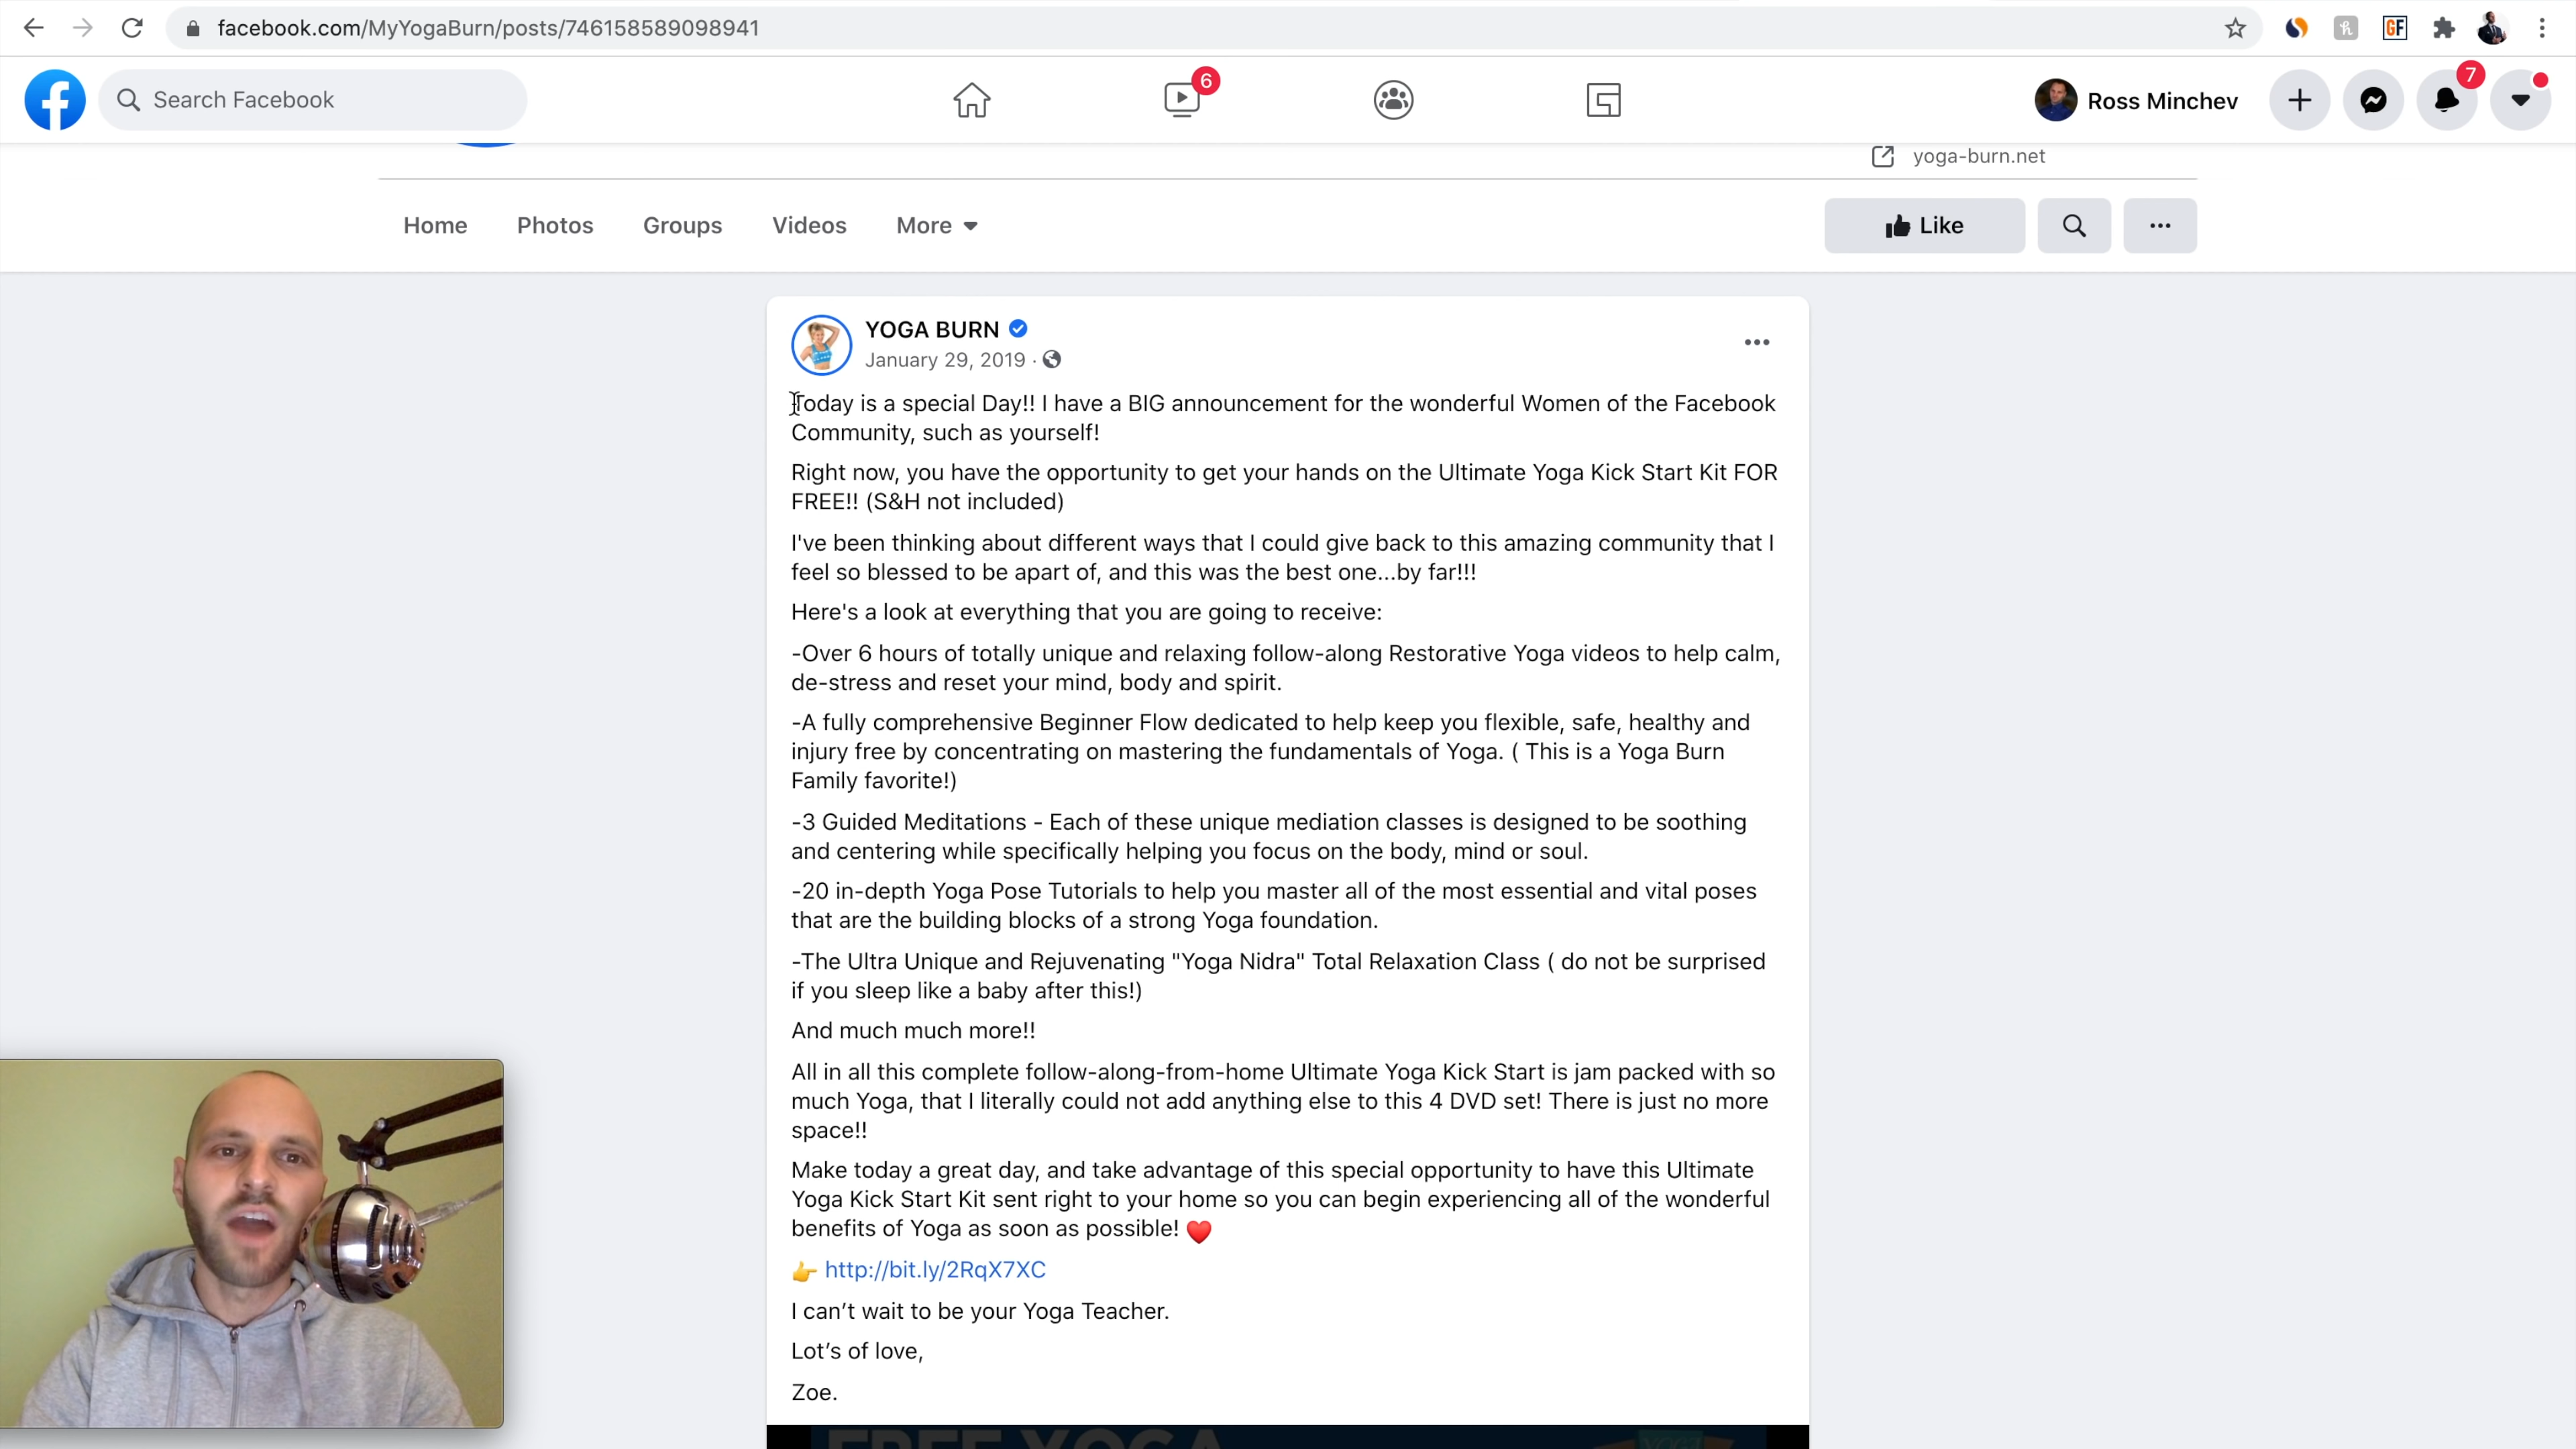 facebook.com/MyYogaBurn/posts/746158589098941
GF
Search Facebook
6
Ross Minchev
7
yoga-burn.net
Home
Photos
Groups
Videos
More
Like
YOGA BURN
January 29, 2019 ·
Today is a special Day!! I have a BIG announcement for the wonderful Women of the Facebook
Community, such as yourself!
Right now, you have the opportunity to get your hands on the Ultimate Yoga Kick Start Kit FOR
FREE!! (S&H not included)
I've been thinking about different ways that I could give back to this amazing community that I
feel so blessed to be apart of, and this was the best one...by far!!!
Here's a look at everything that you are going to receive:
-Over 6 hours of totally unique and relaxing follow-along Restorative Yoga videos to help calm,
de-stress and reset your mind, body and spirit.
-A fully comprehensive Beginner Flow dedicated to help keep you flexible, safe, healthy and
injury free by concentrating on mastering the fundamentals of Yoga. ( This is a Yoga Burn
Family favorite!)
-3 Guided Meditations - Each of these unique mediation classes is designed to be soothing
and centering while specifically helping you focus on the body, mind or soul.
-20 in-depth Yoga Pose Tutorials to help you master all of the most essential and vital poses
that are the building blocks of a strong Yoga foundation.
-The Ultra Unique and Rejuvenating "Yoga Nidra" Total Relaxation Class ( do not be surprised
if you sleep like a baby after this!)
And much much more!!
All in all this complete follow-along-from-home Ultimate Yoga Kick Start is jam packed with so
much Yoga, that I literally could not add anything else to this 4 DVD set! There is just no more
space!!
Make today a great day, and take advantage of this special opportunity to have this Ultimate
Yoga Kick Start Kit sent right to your home so you can begin experiencing all of the wonderful
benefits of Yoga as soon as possible! ❤️
👉 http://bit.ly/2RqX7XC
I can’t wait to be your Yoga Teacher.
Lot’s of love,
Zoe.
FREE YOGA
YOGA